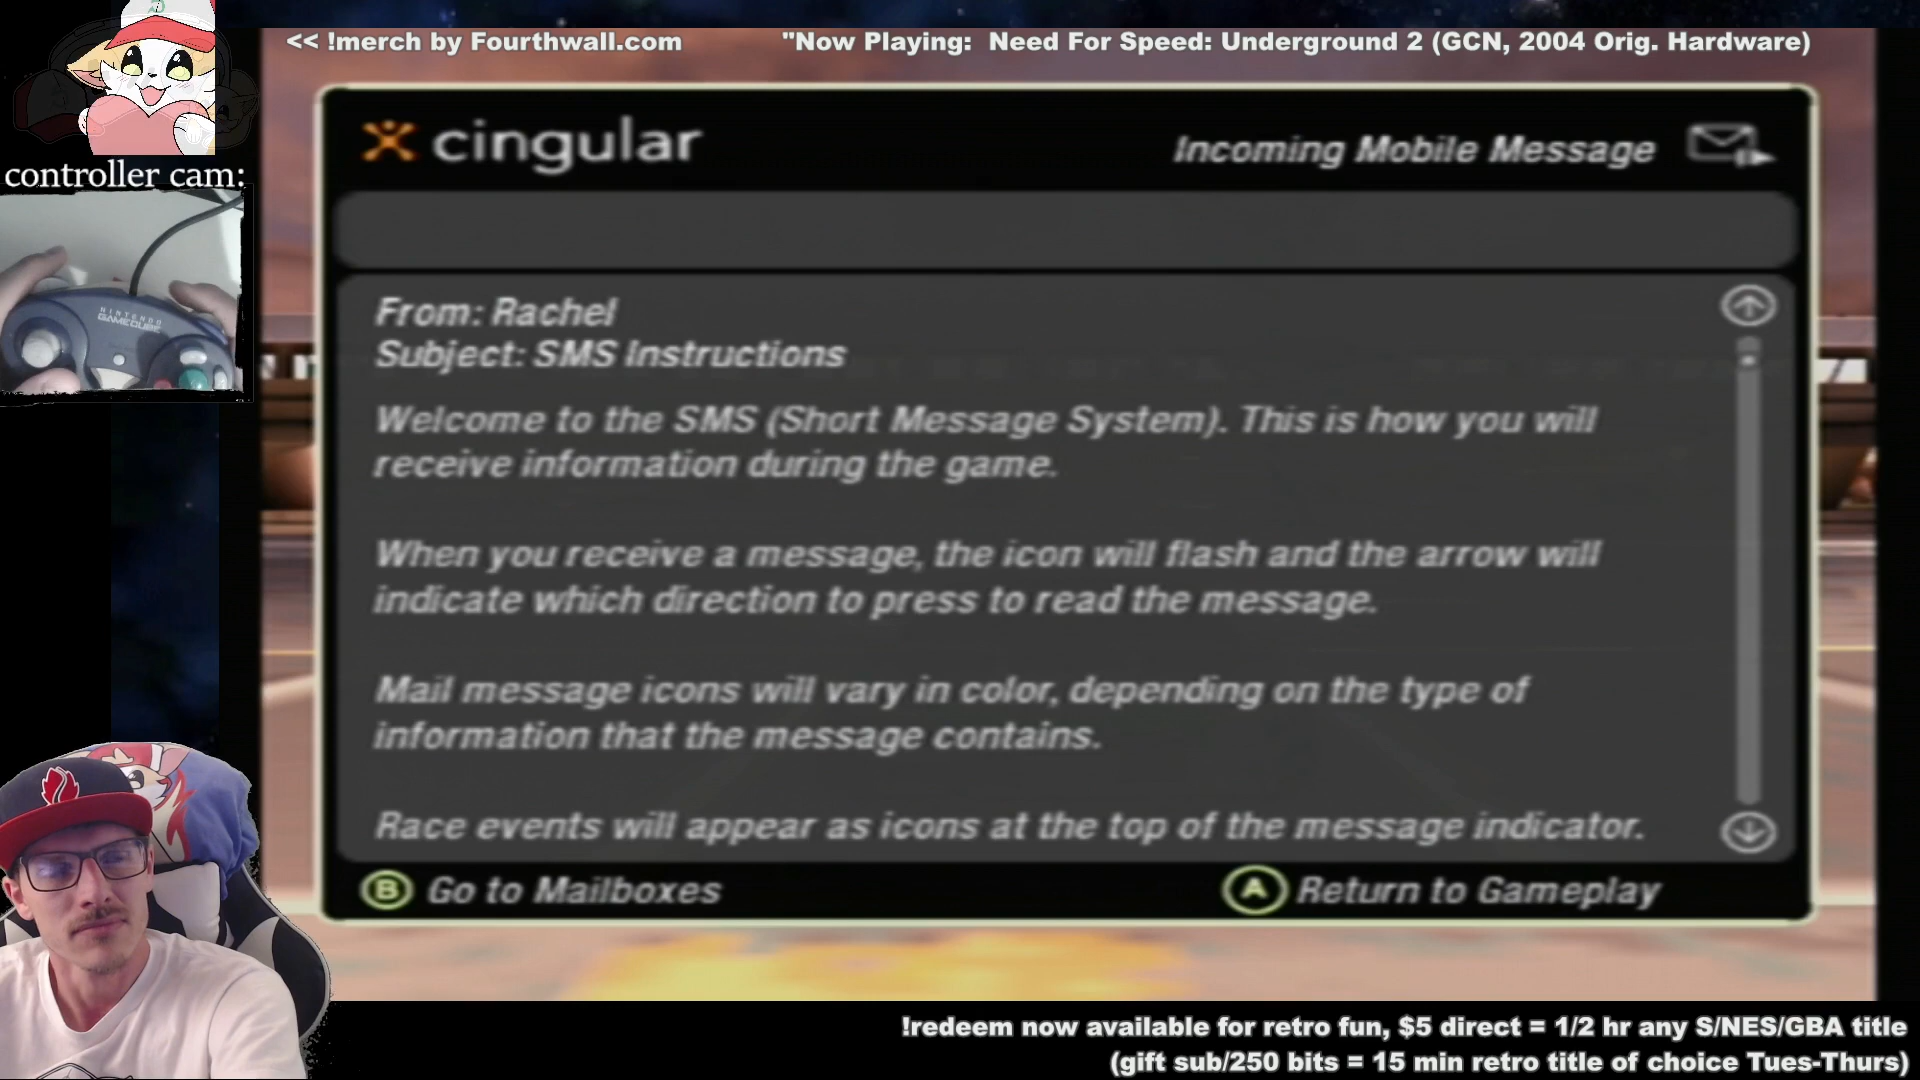 << !merch by Fourthwall.com
"Now Playing: Need For Speed: Underground 2 (GCN, 2004 Orig. Hardware)
cingular
Incoming Mobile Message
controller cam:
NINTENDO
GAMECUBE
From: Rachel
Subject: SMS Instructions
Welcome to the SMS (Short Message System). This is how you will
receive information during the game.
When you receive a message, the icon will flash and the arrow will
indicate which direction to press to read the message.
Mail message icons will vary in color, depending on the type of
information that the message contains.
Race events will appear as icons at the top of the message indicator.
B Go to Mailboxes
A Return to Gameplay
!redeem now available for retro fun, $5 direct = 1/2 hr any S/NES/GBA title
(gift sub/250 bits = 15 min retro title of choice Tues-Thurs)